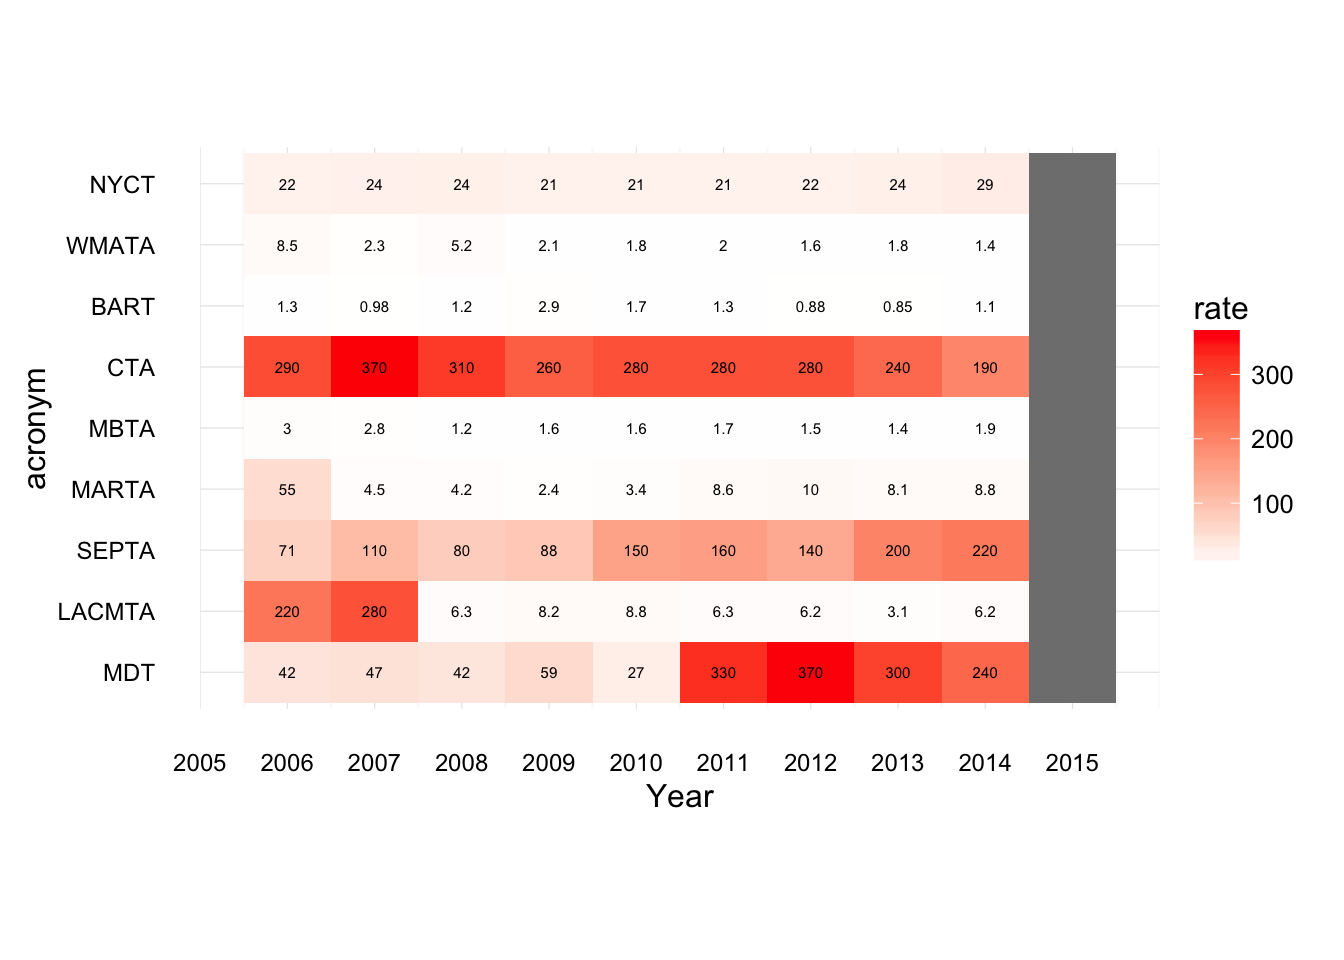 NYCT 22 24 24 21 21 21 22 24 29
WMATA 8.5 2.3 5.2 2.1 1.8 2 1.6 1.8 1.4
BART 1.3 0.98 1.2 2.9 1.7 1.3 0.88 0.85 1.1
CTA 290 370 310 260 280 280 280 240 190
MBTA 3 2.8 1.2 1.6 1.6 1.7 1.5 1.4 1.9
MARTA 55 4.5 4.2 2.4 3.4 8.6 10 8.1 8.8
SEPTA 71 110 80 88 150 160 140 200 220
LACMTA 220 280 6.3 8.2 8.8 6.3 6.2 3.1 6.2
MDT 42 47 42 59 27 330 370 300 240
acronym
2005 2006 2007 2008 2009 2010 2011 2012 2013 2014 2015
Year
rate
300
200
100